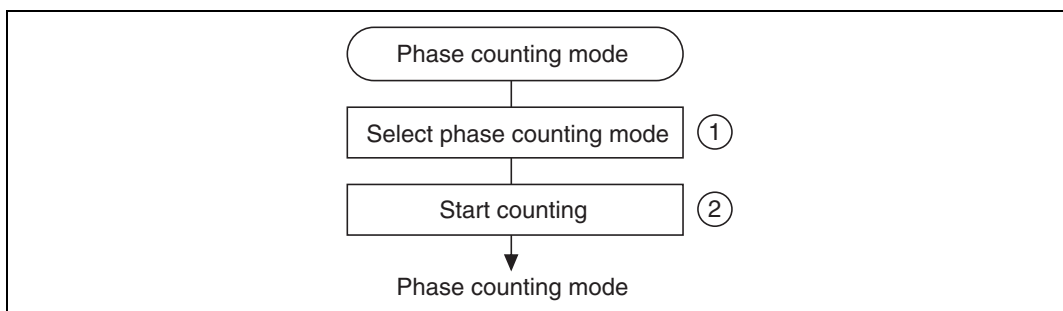 Phase counting mode
Select phase counting mode ①
Start counting ②
Phase counting mode